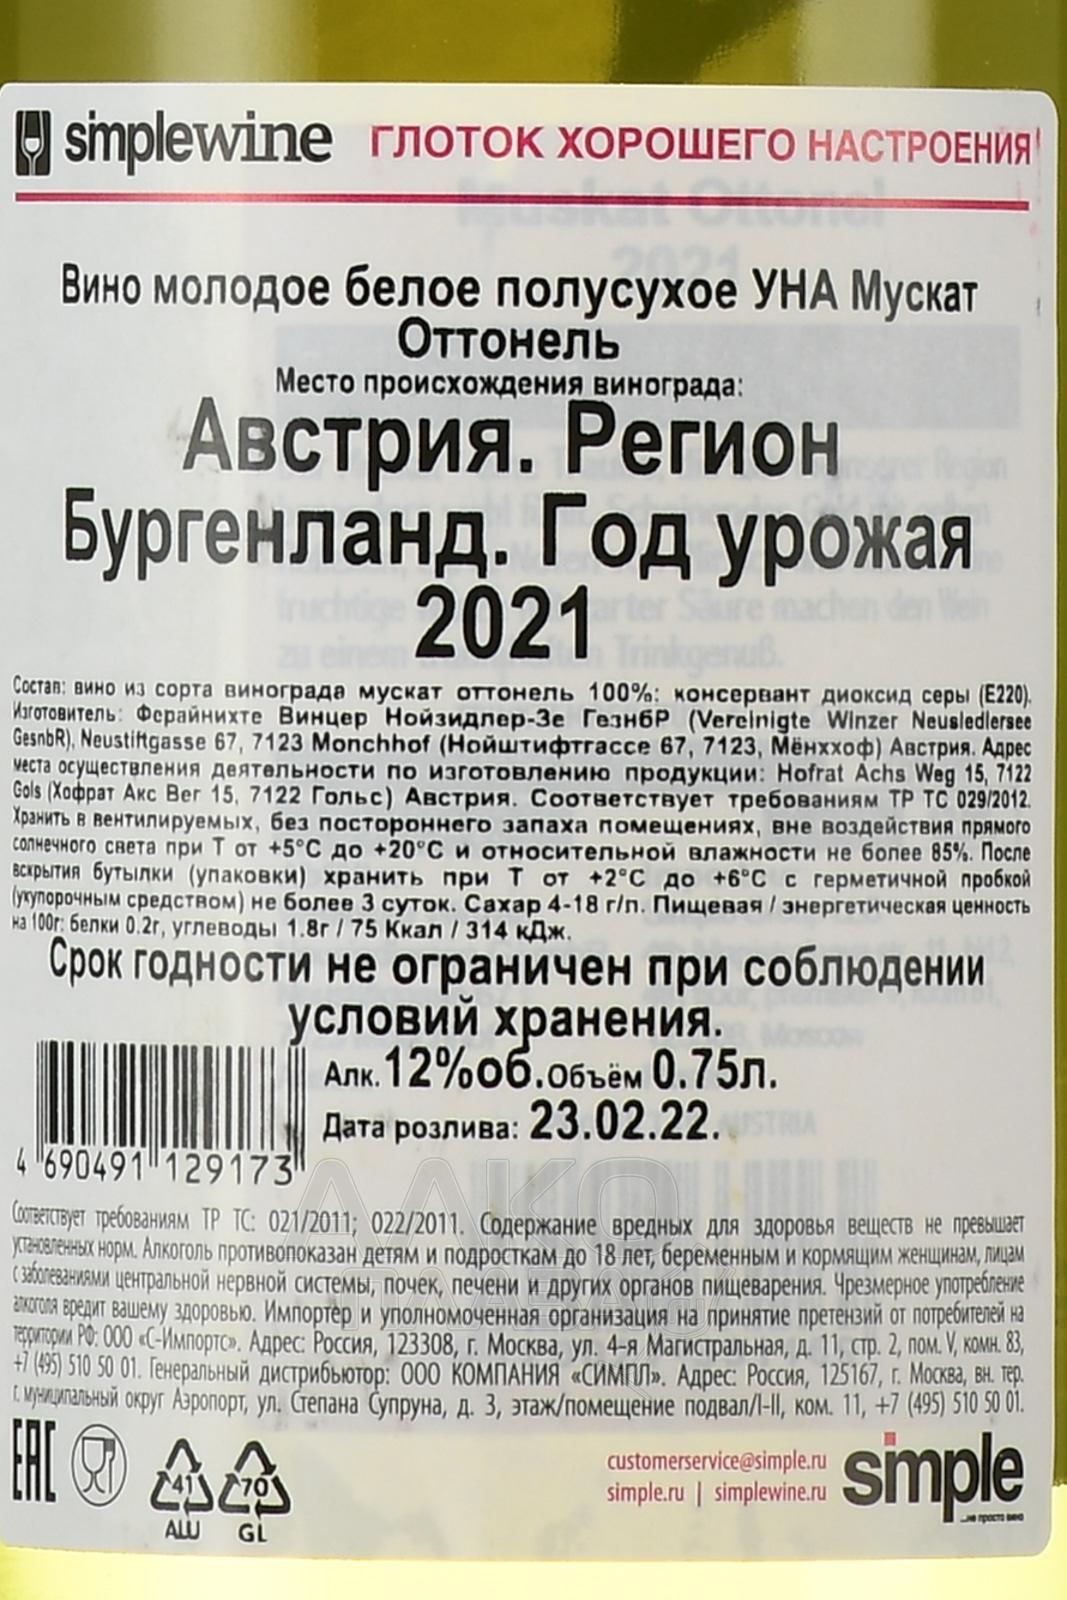 simplewine ГЛОТОК ХОРОШЕГО НАСТРОЕНИЯ!
Вино молодое белое полусухое УНА Мускат
Оттонель
Место происхождения винограда:
Австрия. Регион
Бургенланд. Год урожая
2021
Состав: вино из сорта винограда мускат оттонель 100%; консервант диоксид серы (Е220).
Изготовитель: Ферайнихте Винцер Нойзидлер-Зе ГезнбР (Vereinigte Winzer Neusiedlersee
GesnbR), Neustiftgasse 67, 7123 Monchhof (Нойштифтгассе 67, 7123, Мёнххоф) Австрия. Адрес
места осуществления деятельности по изготовлению продукции: Hofrat Achs Weg 15, 7122
Gols (Хофрат Акс Вег 15, 7122 Гольс) Австрия. Соответствует требованиям ТР ТС 029/2012.
Хранить в вентилируемых, без постороннего запаха помещениях, вне воздействия прямого
солнечного света при Т от +5°С до +20°С и относительной влажности не более 85%. После
вскрытия бутылки (упаковки) хранить при Т от +2°С до +6°С с герметичной пробкой
(укупорочным средством) не более 3 суток. Сахар 4-18 г/л. Пищевая / энергетическая ценность
на 100г: белки 0.2г, углеводы 1.8г / 75 Ккал / 314 кДж.
Срок годности не ограничен при соблюдении
условий хранения.
Алк. 12%об. Объём 0.75л.
Дата розлива: 23.02.22.
4 690491 129173
Соответствует требованиям ТР ТС: 021/2011; 022/2011. Содержание вредных для здоровья веществ не превышает
установленных норм. Алкоголь противопоказан детям и подросткам до 18 лет, беременным и кормящим женщинам, лицам
с заболеваниями центральной нервной системы, почек, печени и других органов пищеварения. Чрезмерное употребление
алкоголя вредит вашему здоровью. Импортёр и уполномоченная организация на принятие претензий от потребителей на
территории РФ: ООО «С-Импортс». Адрес: Россия, 123308, г. Москва, ул. 4-я Магистральная, д. 11, стр. 2, пом. V, комн. 83,
+7 (495) 510 50 01. Генеральный дистрибьютор: ООО КОМПАНИЯ «СИМПЛ». Адрес: Россия, 125167, г. Москва, вн. тер.
г. муниципальный округ Аэропорт, ул. Степана Супруна, д. 3, этаж/помещение подвал/I-II, ком. 11, +7 (495) 510 50 01.
EAC
41 70
ALU GL
customerservice@simple.ru
simple.ru | simplewine.ru
simple
...не просто вино